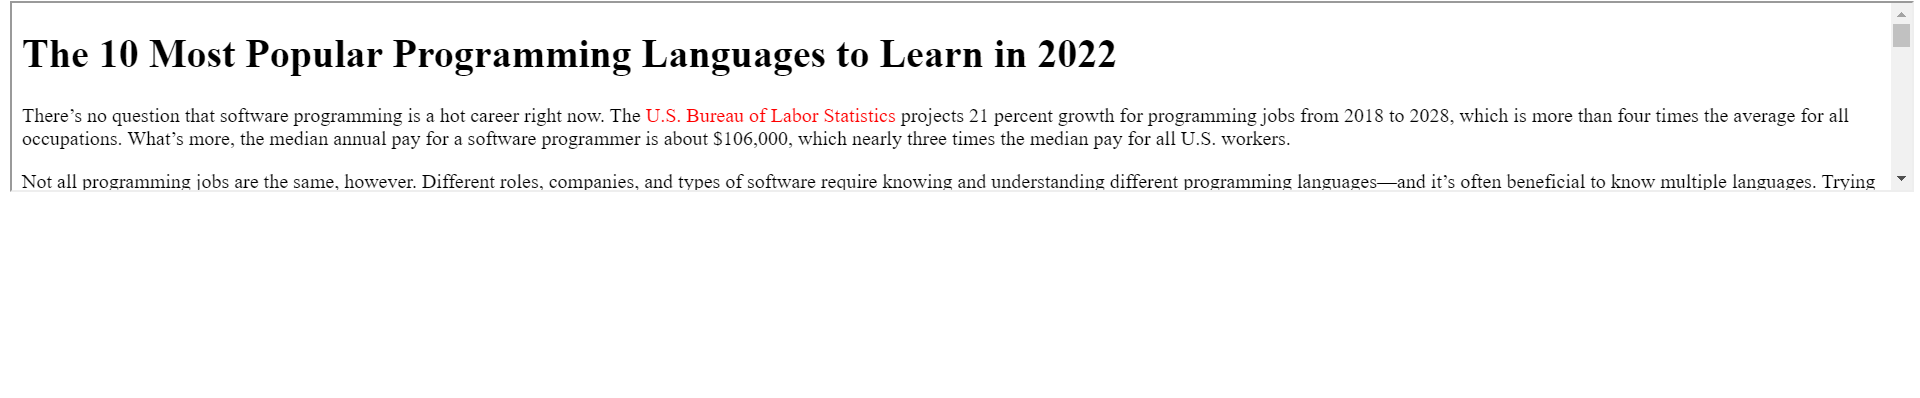 The 10 Most Popular Programming Languages to Learn in 2022
There’s no question that software programming is a hot career right now. The U.S. Bureau of Labor Statistics projects 21 percent growth for programming jobs from 2018 to 2028, which is more than four times the average for all
occupations. What’s more, the median annual pay for a software programmer is about $106,000, which nearly three times the median pay for all U.S. workers.
Not all programming jobs are the same, however. Different roles, companies, and types of software require knowing and understanding different programming languages—and it’s often beneficial to know multiple languages. Trying